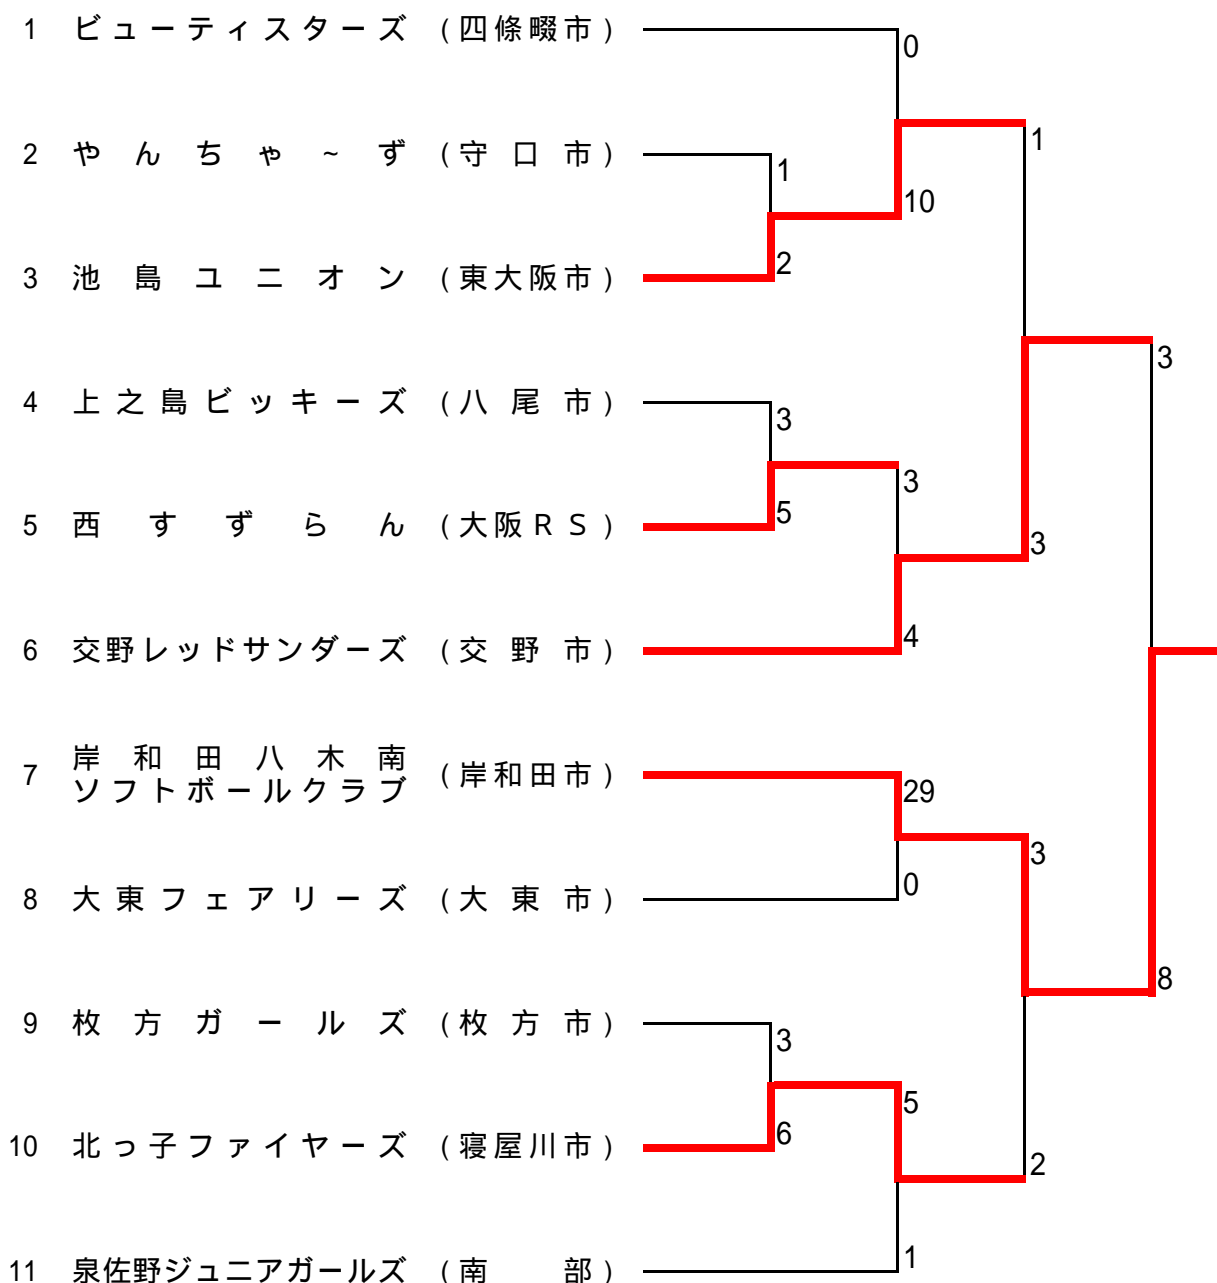 1 ビューティスターズ (四條畷市)
0
2 やんちゃ~ず (守口市)
1
1
10
3 池島ユニオン (東大阪市)
2
3
4 上之島ビッキーズ (八尾市)
3
3
5 西すずらん (大阪RS)
5
3
6 交野レッドサンダーズ (交野市)
4
7 岸和田八木南
ソフトボールクラブ (岸和田市)
29
3
8 大東フェアリーズ (大東市)
0
8
9 枚方ガールズ (枚方市)
3
5
10 北っ子ファイヤーズ (寝屋川市)
6
2
11 泉佐野ジュニアガールズ (南部)
1